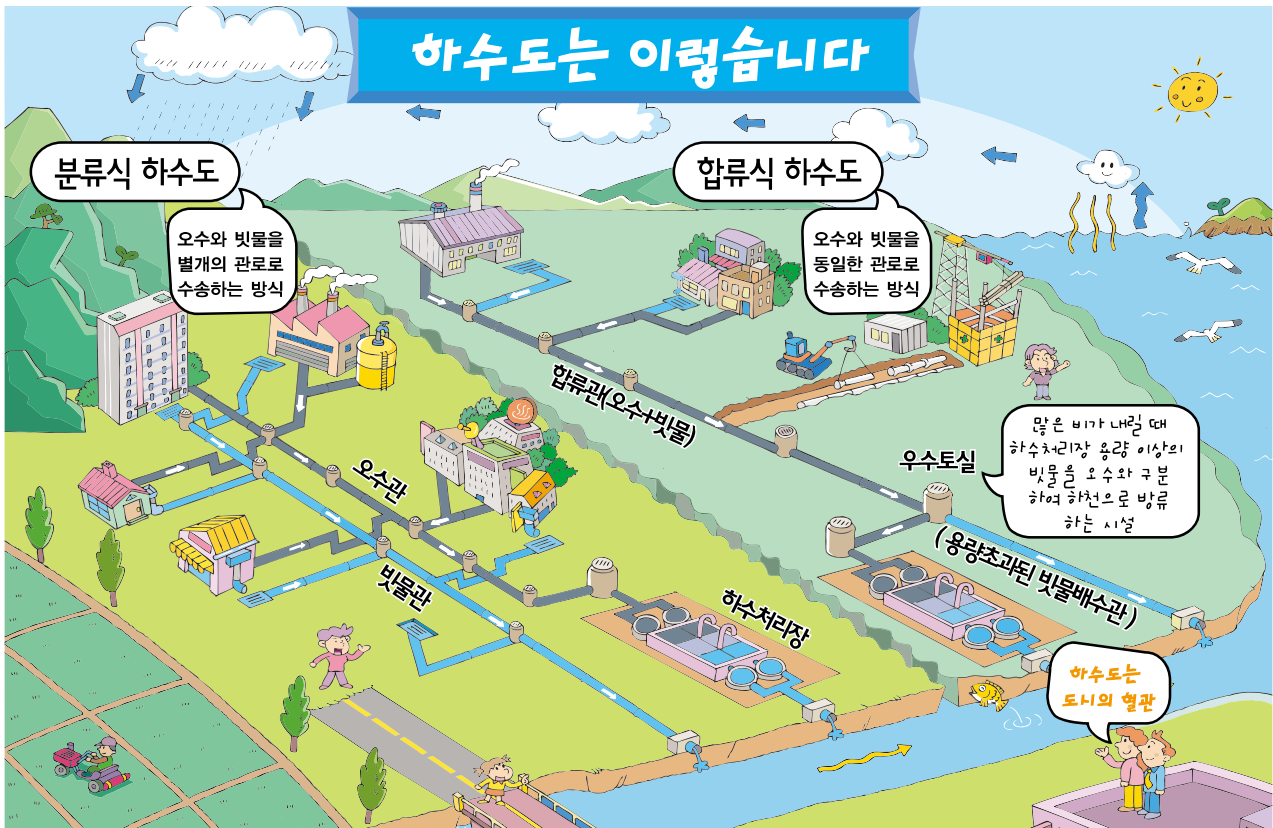 하수도는 이렇습니다
분류식 하수도
오수와 빗물을
별개의 관로로
수송하는 방식
합류식 하수도
오수와 빗물을
동일한 관로로
수송하는 방식
합류관(오수+빗물)
우수토실
많은 비가 내릴 때
하수처리장 용량 이상의
빗물을 오수와 구분
하여 하천으로 방류
하는 시설
(용량초과된 빗물배수관)
오수관
빗물관
하수처리장
하수도는
도시의 혈관